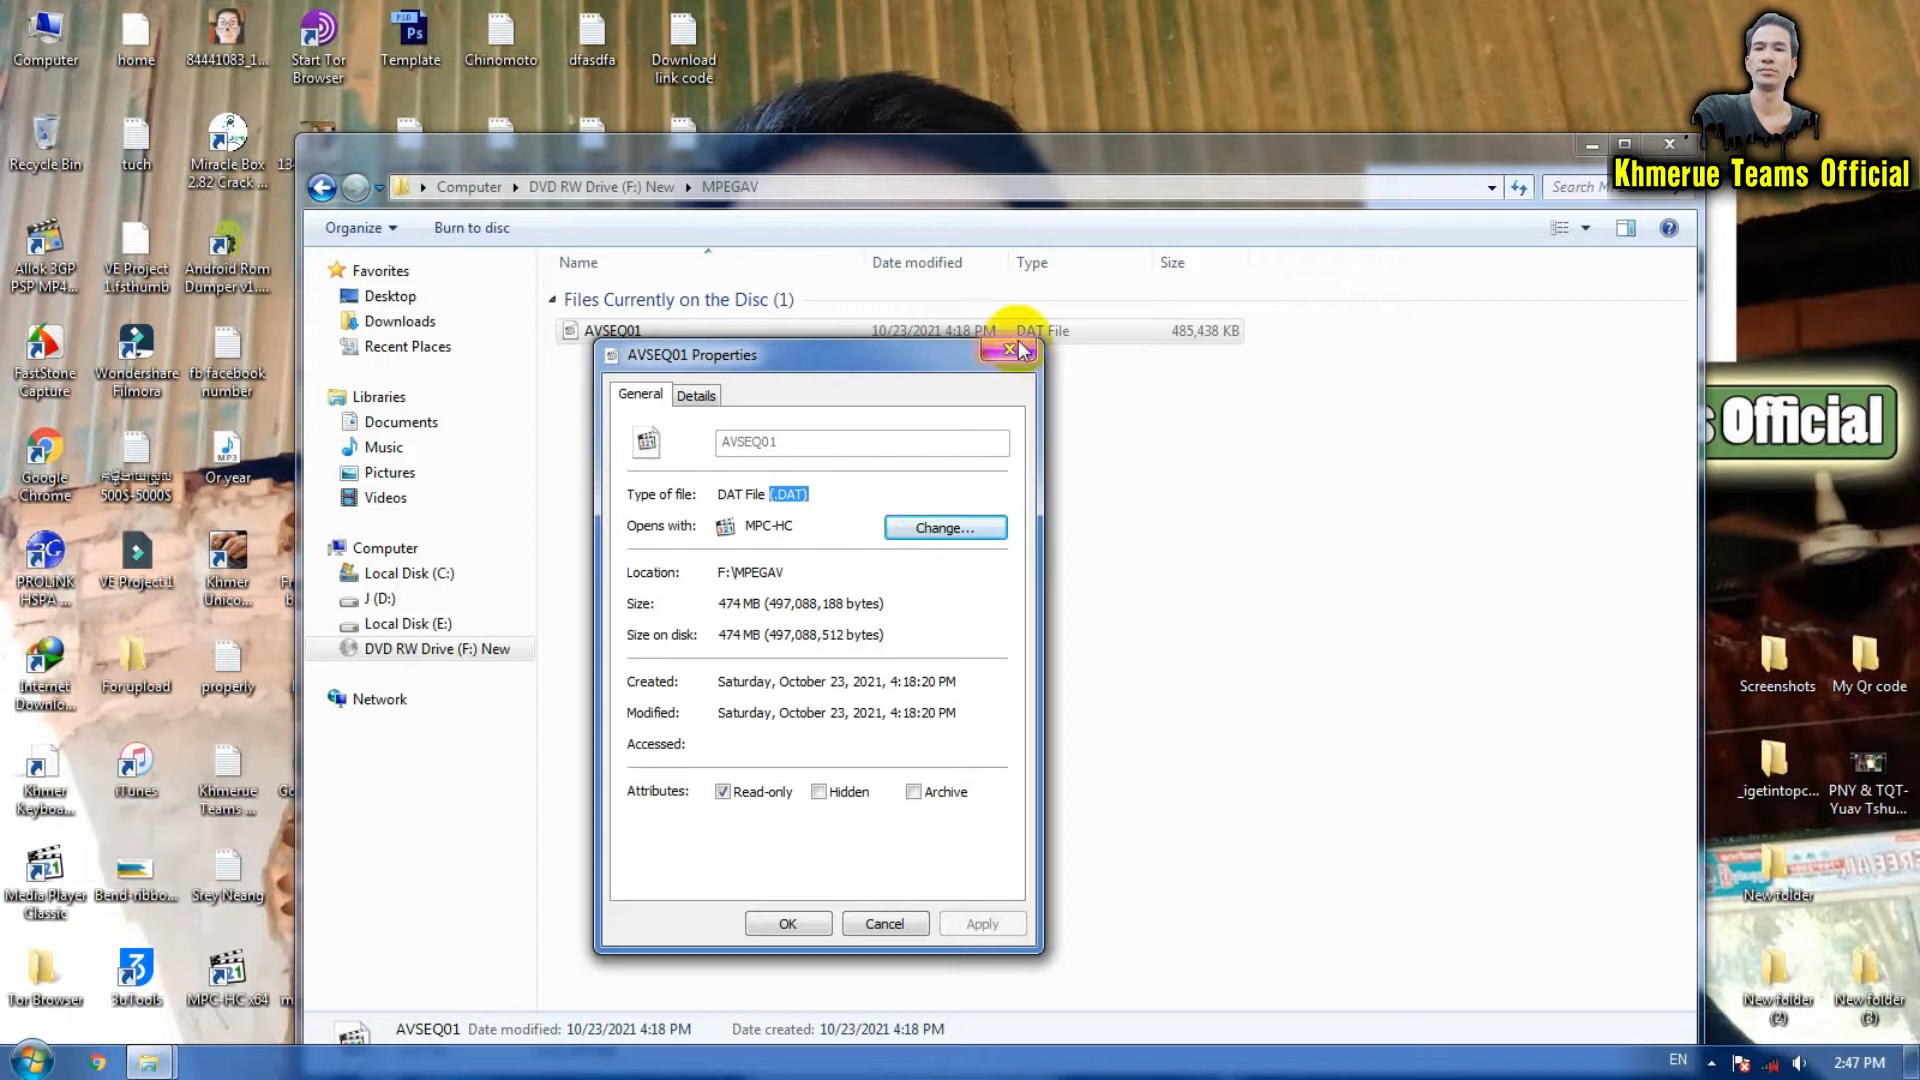 Computer
home
84441083_1...
Start Tor
Browser
Template
Chinomoto
dfasdfa
Download
link code
Recycle Bin
tuch
Miracle Box
2.82 Crack ...
Khmerue Teams Official
Computer
DVD RW Drive (F:) New
MPEGAV
Organize
Burn to disc
Name
Date modified
Type
Size
Files Currently on the Disc (1)
AVSEQ01
10/23/2021 4:18 PM
DAT File
485,438 KB
Favorites
Desktop
Downloads
Recent Places
Libraries
Documents
Music
Pictures
Videos
Computer
Local Disk (C:)
J (D:)
Local Disk (E:)
DVD RW Drive (F:) New
Network
AVSEQ01 Properties
General
Details
AVSEQ01
Type of file:
DAT File (.DAT)
Opens with:
MPC-HC
Change...
Location:
F:\MPEGAV
Size:
474 MB (497,088,188 bytes)
Size on disk:
474 MB (497,088,512 bytes)
Created:
Saturday, October 23, 2021, 4:18:20 PM
Modified:
Saturday, October 23, 2021, 4:18:20 PM
Accessed:
Attributes:
Read-only
Hidden
Archive
OK
Cancel
Apply
Allok 3GP
PSP MP4...
VE Project
1.fsthumb
Android Rom
Dumper v1....
FastStone
Capture
Wondershare
Filmora
fb facebook
number
Google
Chrome
500$-5000$
Or year
PROLiNK
HSPA ...
VE Project 1
Khmer
Unico...
Internet
Downlo...
For upload
properly
Khmer
Keyboa...
iTunes
Khmerue
Teams ...
Media Player
Classic
Bend-ribbo...
Srey Neang
Tor Browser
3uTools
MPC-HC x64
Official
Screenshots
My Qr code
_igetintopc...
PNY & TQT-
Yuav Tshu...
New folder
New folder
(2)
New folder
(3)
AVSEQ01
Date modified: 10/23/2021 4:18 PM
Date created: 10/23/2021 4:18 PM
EN
2:47 PM